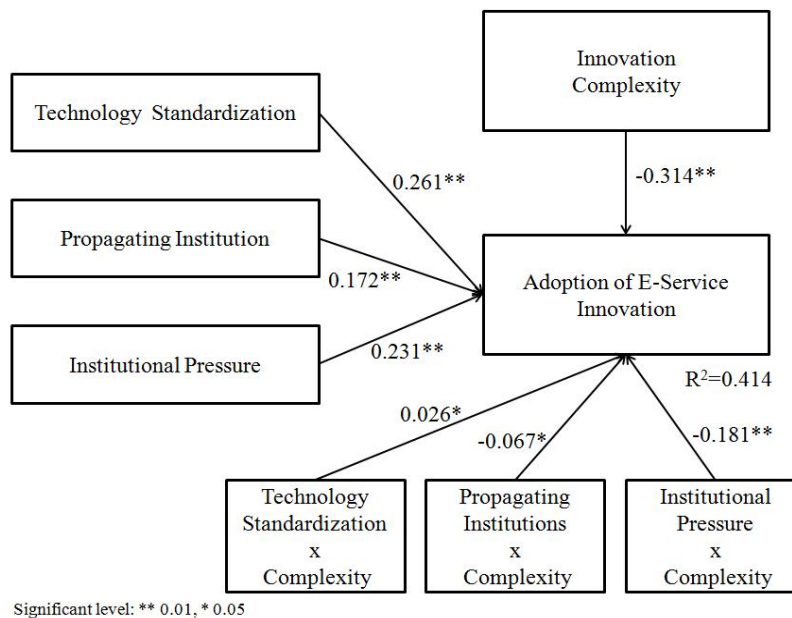 Innovation
Complexity
Technology Standardization
-0.314**
0.261**
Propagating Institution
0.172**
Adoption of E-Service
Innovation
Institutional Pressure
0.231**
R²=0.414
0.026*
-0.067*
-0.181**
Technology
Standardization
x
Complexity
Propagating
Institutions
x
Complexity
Institutional
Pressure
x
Complexity
Significant level: ** 0.01, * 0.05